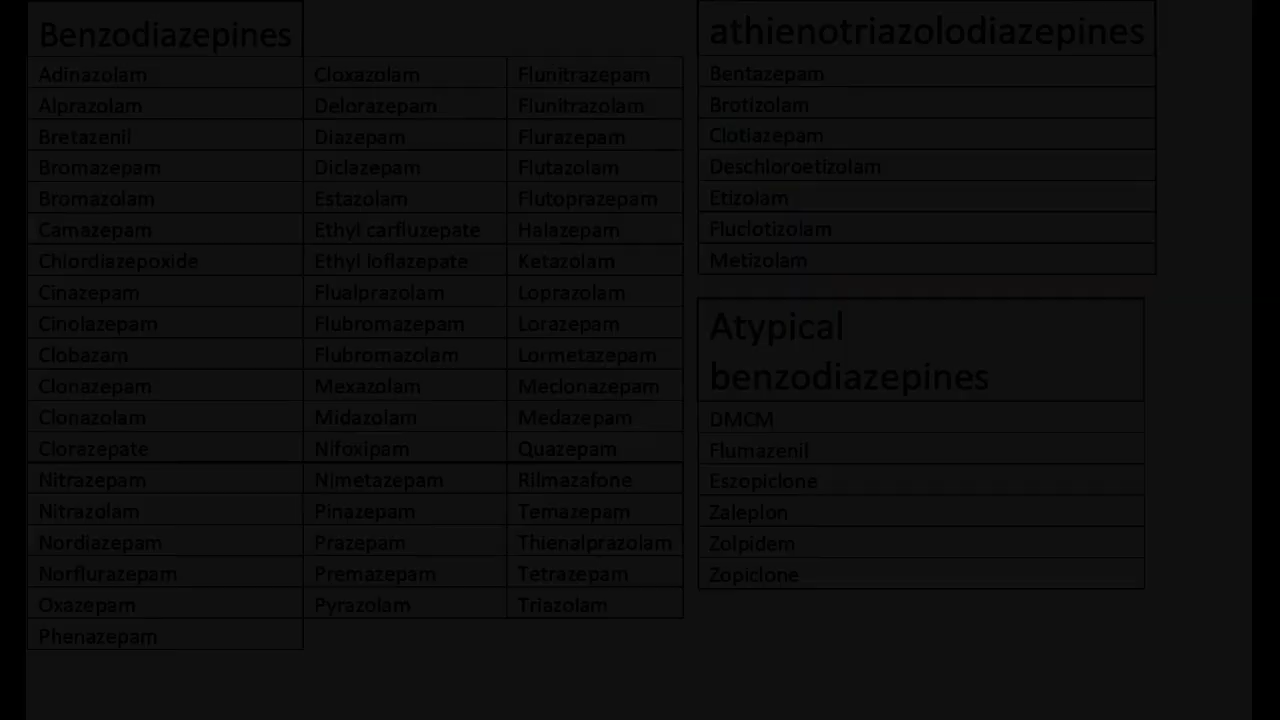 Benzodiazepines
Adinazolam Cloxazolam Flunitrazepam
Alprazolam Delorazepam Flunitrazolam
Bretazenil Diazepam Flurazepam
Bromazepam Diclazepam Flutazolam
Bromazolam Estazolam Flutoprazepam
Camazepam Ethyl carfluzepate Halazepam
Chlordiazepoxide Ethyl loflazepate Ketazolam
Cinazepam Flualprazolam Loprazolam
Cinolazepam Flubromazepam Lorazepam
Clobazam Flubromazolam Lormetazepam
Clonazepam Mexazolam Meclonazepam
Clonazolam Midazolam Medazepam
Clorazepate Nifoxipam Quazepam
Nitrazepam Nimetazepam Rilmazafone
Nitrazolam Pinazepam Temazepam
Nordiazepam Prazepam Thienalprazolam
Norflurazepam Premazepam Tetrazepam
Oxazepam Pyrazolam Triazolam
Phenazepam
athienotriazolodiazepines
Bentazepam
Brotizolam
Clotiazepam
Deschloroetizolam
Etizolam
Fluclotizolam
Metizolam
Atypical
benzodiazepines
DMCM
Flumazenil
Eszopiclone
Zaleplon
Zolpidem
Zopiclone